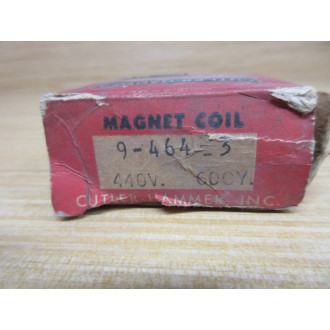 MAGNET COIL
9-464-3
440V. 60CY.
CUTLER-HAMMER, INC.